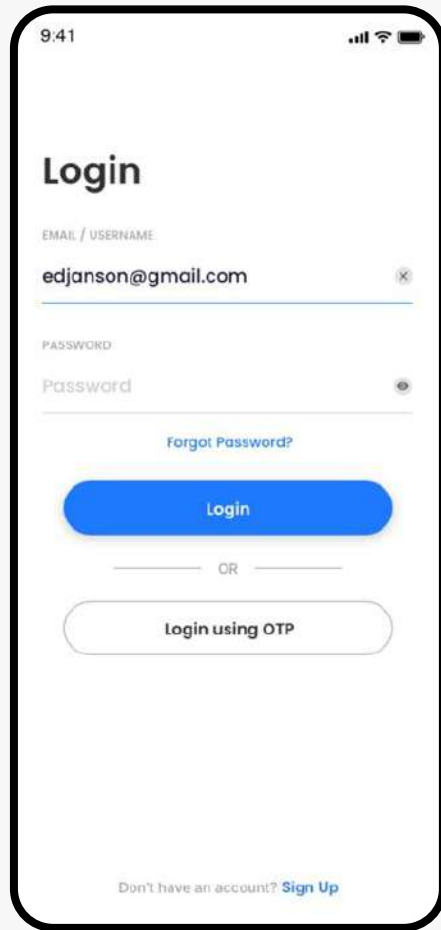 9:41
Login
EMAIL / USERNAME
edjanson@gmail.com
PASSWORD
Password
Forgot Password?
Login
OR
Login using OTP
Don't have an account? Sign Up